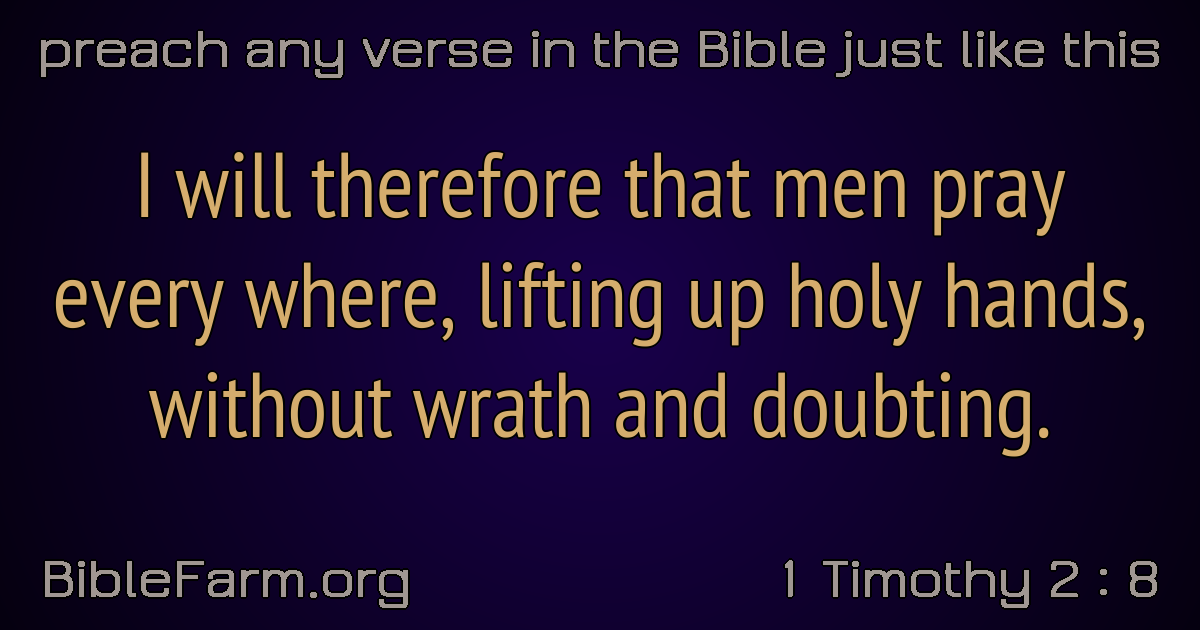 preach any verse in the Bible just like this
I will therefore that men pray
every where, lifting up holy hands,
without wrath and doubting.
BibleFarm.org
1 Timothy 2 : 8